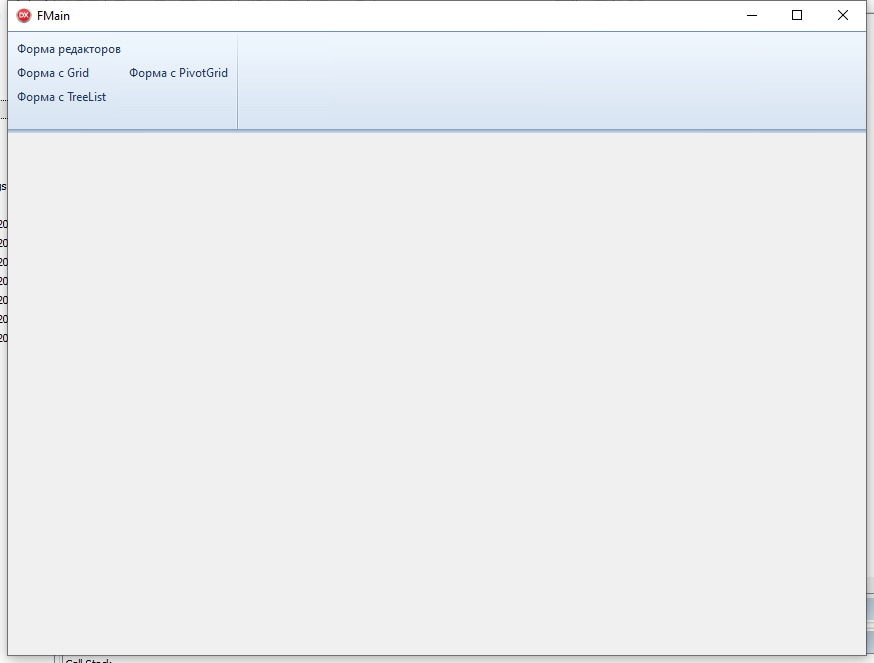 DX FMain
Форма редакторов
Форма с Grid Форма с PivotGrid
Форма с TreeList
gs
20
20
20
20
20
20
20
Call Stack